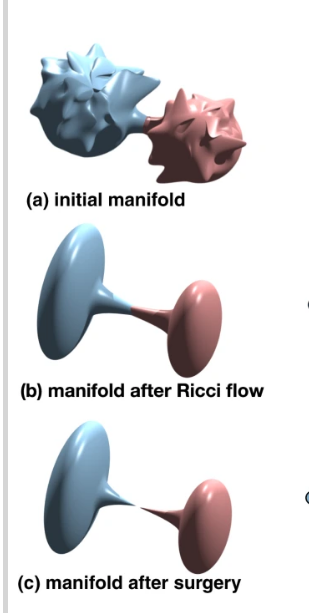 (a) initial manifold
(b) manifold after Ricci flow
(c) manifold after surgery